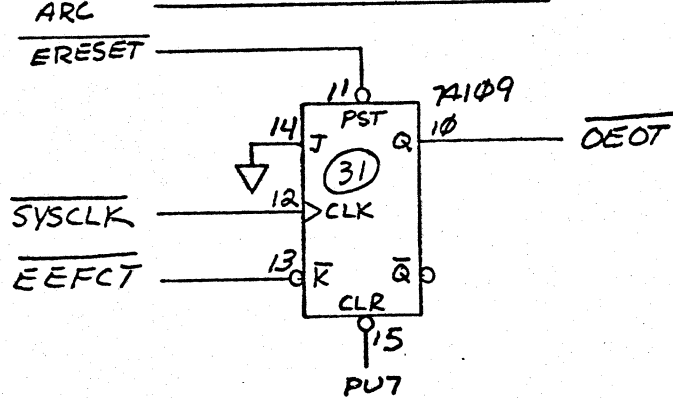 ARC
ERESET
11
74109
PST
14
J
Q
10
OEOT
31
SYSCLK
12
CLK
EEFCT
13
K
Q
CLR
15
PU7